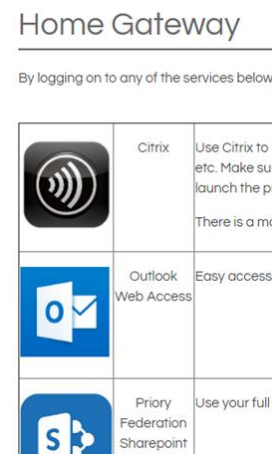 Home Gateway
By logging on to any of the services below
Citrix
Use Citrix to
etc. Make su
launch the p
There is a mo
Outlook
Web Access
Easy access
Priory
Federation
Sharepoint
Use your full